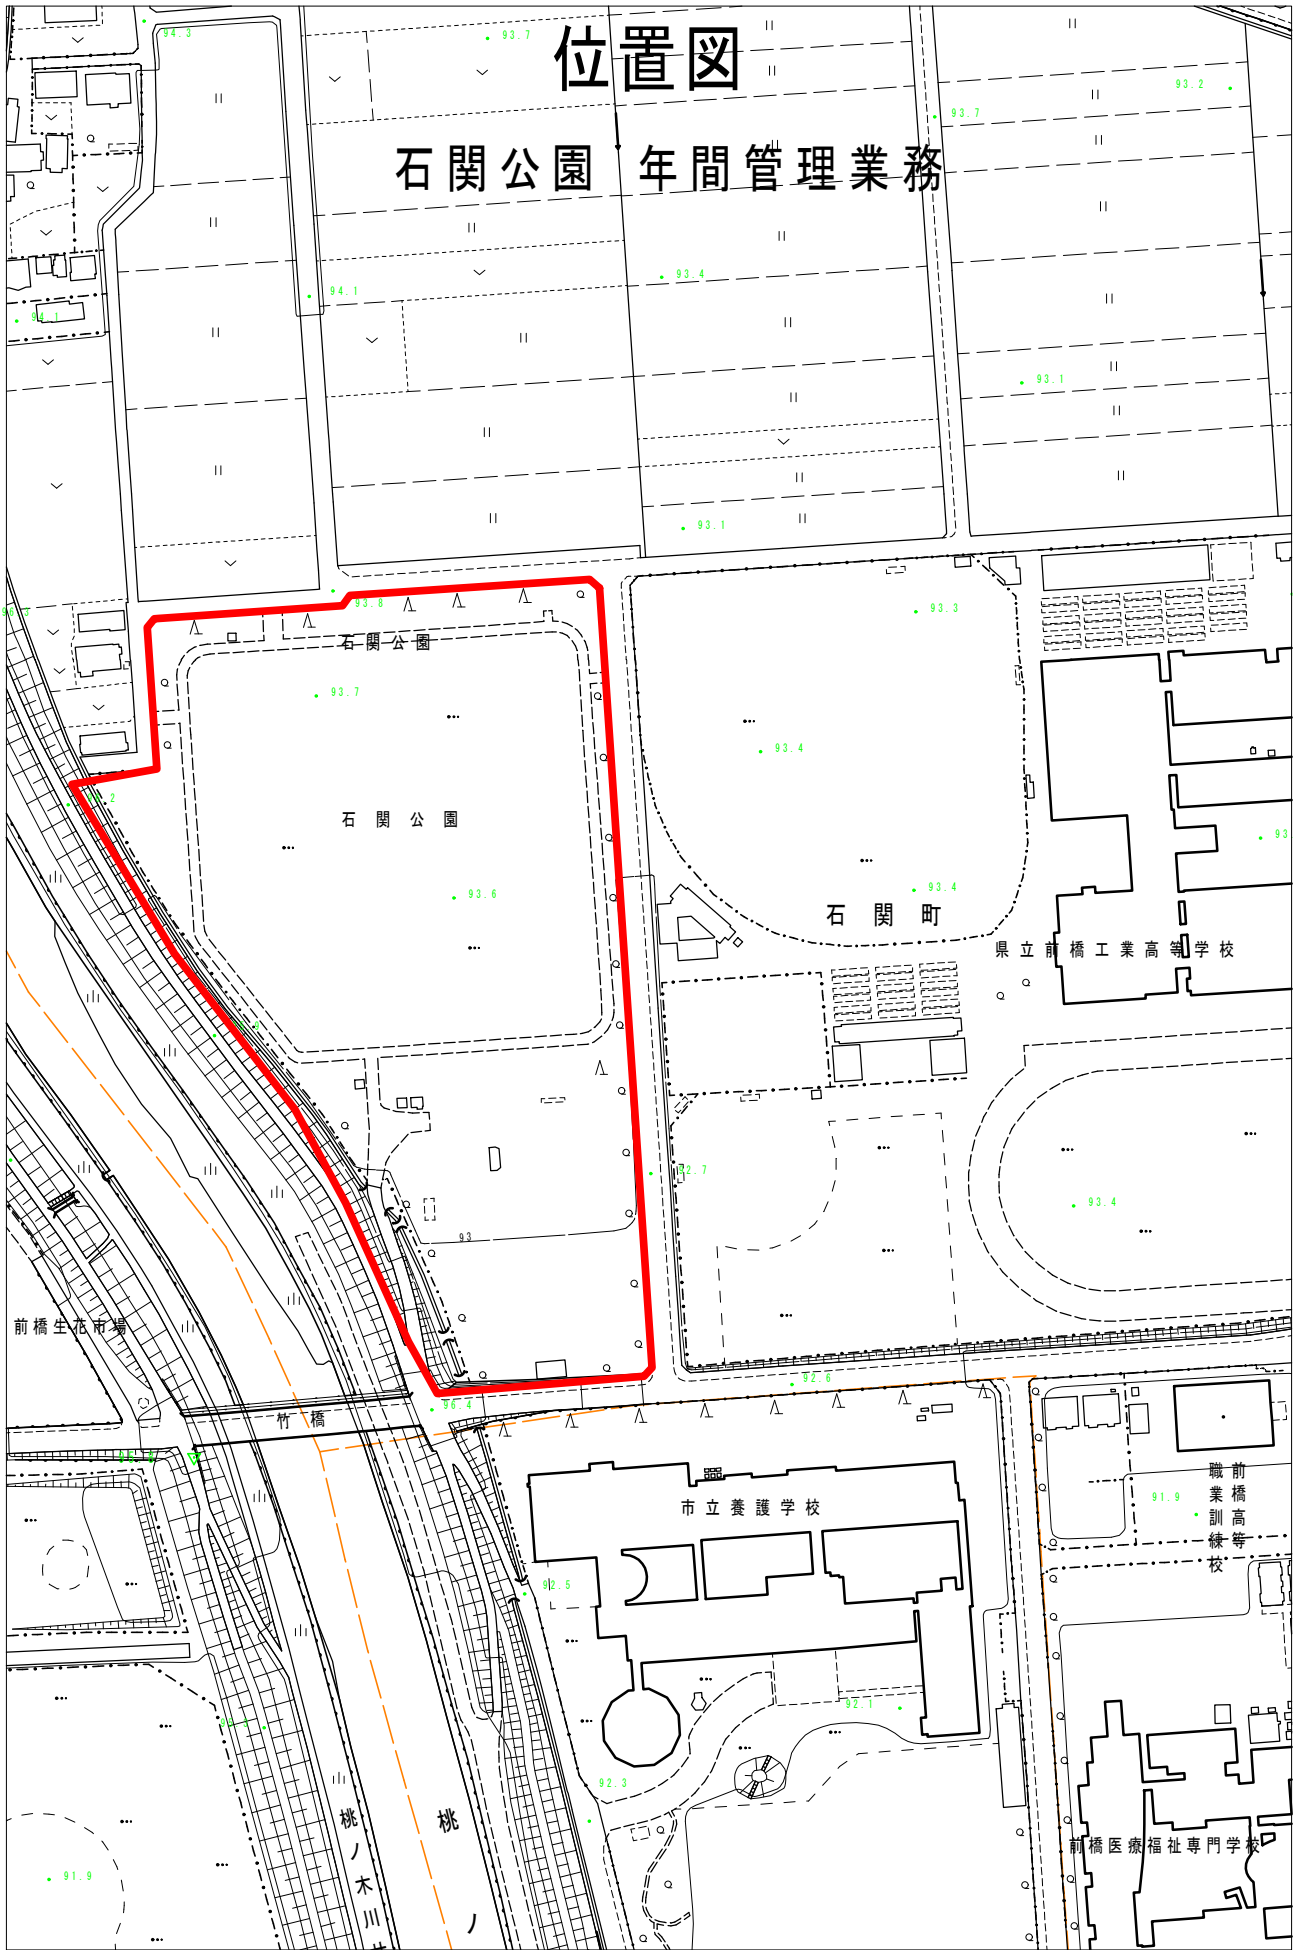 位置図
石関公園 年間管理業務
94.3
93.7
93.2
93.7
93.4
94.1
94.1
93.1
93.1
93.8
93.3
石関公園
93.7
93.4
石関公園
93.6
93.4
石関町
県立前橋工業高等学校
92.7
93.4
93
前橋生花市場
92.6
96.4
竹橋
市立養護学校
前橋高等
職業訓練校
91.9
92.5
92.1
92.3
桃ノ木川サ
桃ノ
前橋医療福祉専門学校
91.9